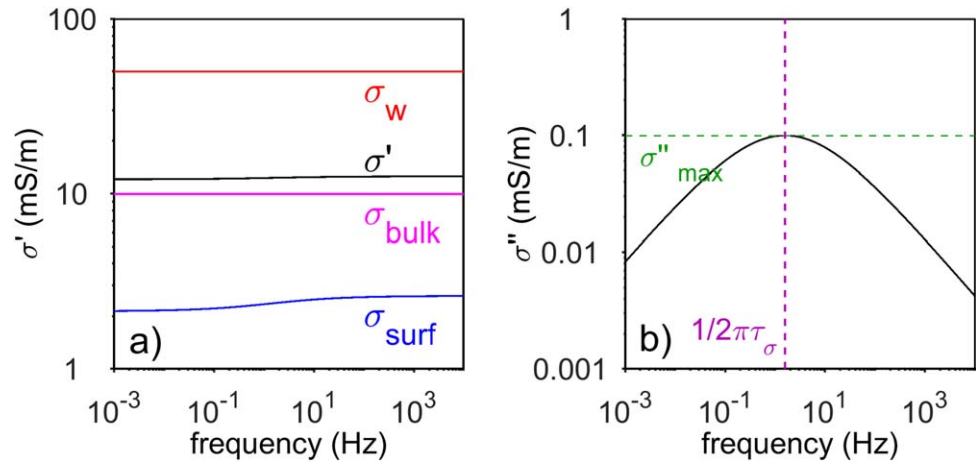 100
10
1
σ' (mS/m)
σw
σ'
σbulk
σsurf
a)
10-3
10-1
101
103
frequency (Hz)
1
0.1
0.01
0.001
σ" (mS/m)
σ"max
1/2πτσ
b)
10-3
10-1
101
103
frequency (Hz)